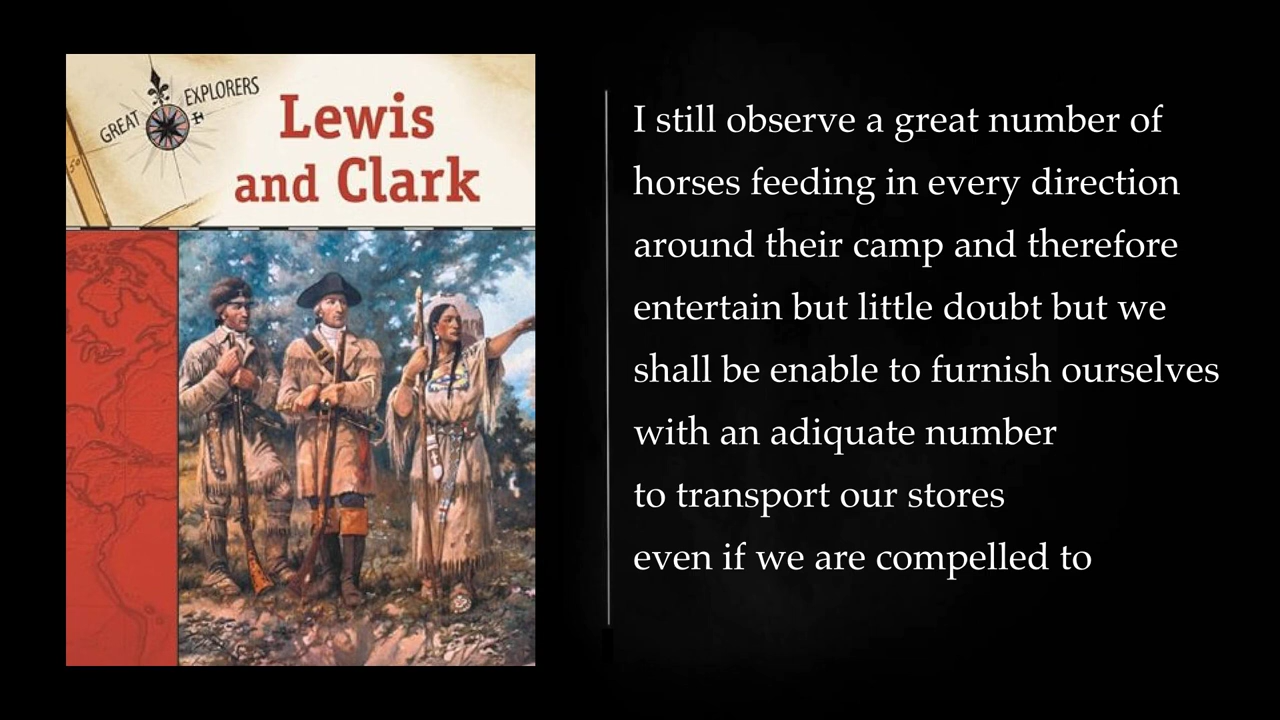 GREAT EXPLORERS
Lewis
and Clark
50
I still observe a great number of
horses feeding in every direction
around their camp and therefore
entertain but little doubt but we
shall be enable to furnish ourselves
with an adiquate number
to transport our stores
even if we are compelled to